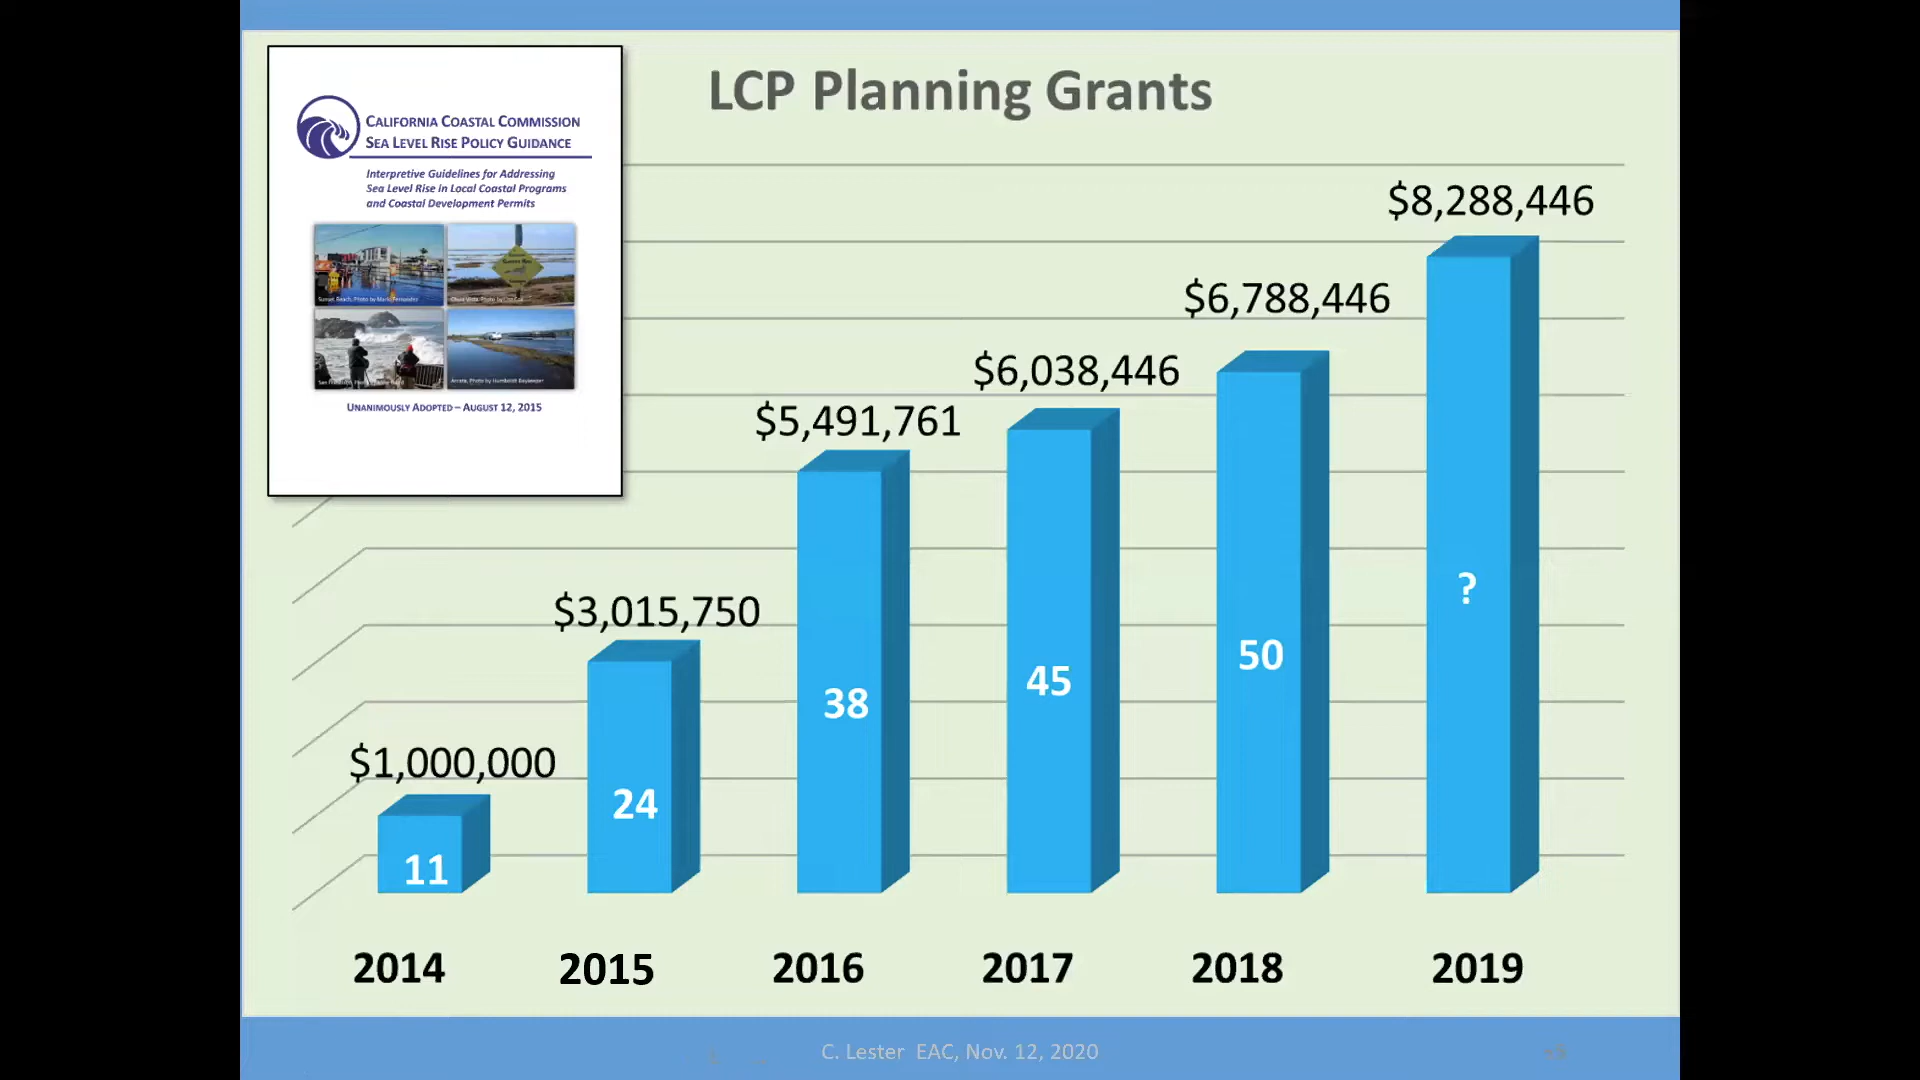 LCP Planning Grants
CALIFORNIA COASTAL COMMISSION
SEA LEVEL RISE POLICY GUIDANCE
Interpretive Guidelines for Addressing
Sea Level Rise in Local Coastal Programs
and Coastal Development Permits
UNANIMOUSLY ADOPTED – AUGUST 12, 2015
$8,288,446
$6,788,446
$6,038,446
$5,491,761
$3,015,750
$1,000,000
11
24
38
45
50
?
2014
2015
2016
2017
2018
2019
C. Lester EAC, Nov. 12, 2020